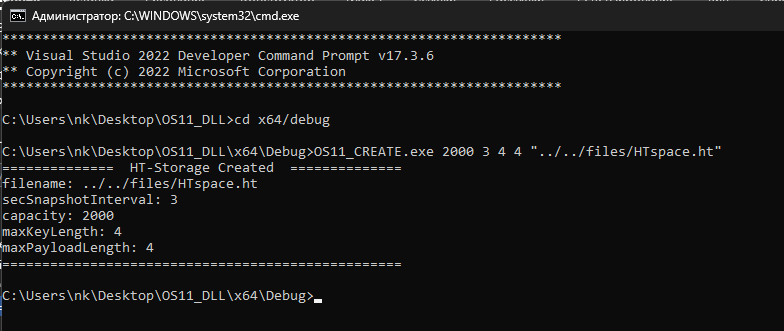 Администратор: C:\WINDOWS\system32\cmd.exe
**********************************************************************
** Visual Studio 2022 Developer Command Prompt v17.3.6
** Copyright (c) 2022 Microsoft Corporation
**********************************************************************
C:\Users\nk\Desktop\OS11_DLL>cd x64/debug
C:\Users\nk\Desktop\OS11_DLL\x64\Debug>OS11_CREATE.exe 2000 3 4 4 "../../files/HTspace.ht"
============== HT-Storage Created ==============
filename: ../../files/HTspace.ht
secSnapshotInterval: 3
capacity: 2000
maxKeyLength: 4
maxPayloadLength: 4
==================================================
C:\Users\nk\Desktop\OS11_DLL\x64\Debug>